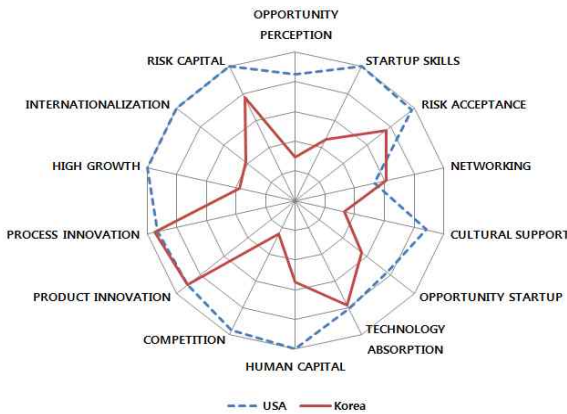 OPPORTUNITY
PERCEPTION
STARTUP SKILLS
RISK ACCEPTANCE
NETWORKING
CULTURAL SUPPORT
OPPORTUNITY STARTUP
TECHNOLOGY
ABSORPTION
HUMAN CAPITAL
COMPETITION
PRODUCT INNOVATION
PROCESS INNOVATION
HIGH GROWTH
INTERNATIONALIZATION
RISK CAPITAL
USA
Korea